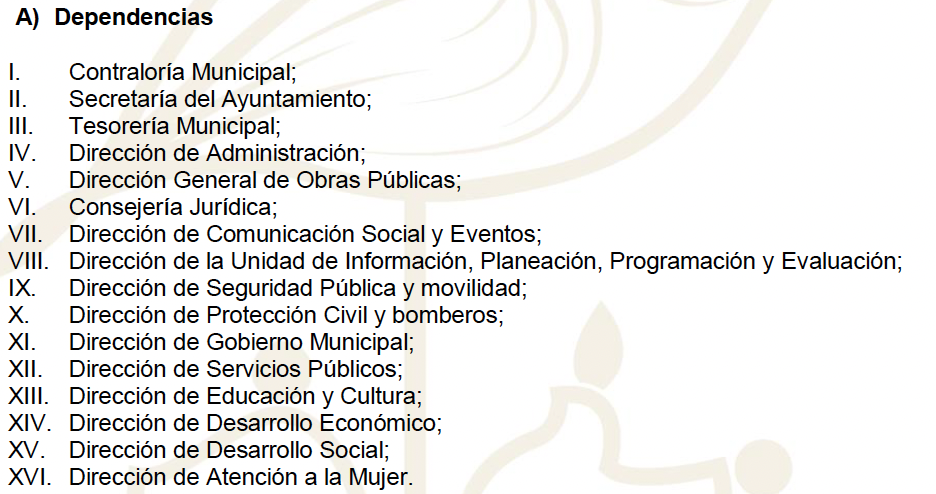 A) Dependencias
I. Contraloría Municipal;
II. Secretaría del Ayuntamiento;
III. Tesorería Municipal;
IV. Dirección de Administración;
V. Dirección General de Obras Públicas;
VI. Consejería Jurídica;
VII. Dirección de Comunicación Social y Eventos;
VIII. Dirección de la Unidad de Información, Planeación, Programación y Evaluación;
IX. Dirección de Seguridad Pública y movilidad;
X. Dirección de Protección Civil y bomberos;
XI. Dirección de Gobierno Municipal;
XII. Dirección de Servicios Públicos;
XIII. Dirección de Educación y Cultura;
XIV. Dirección de Desarrollo Económico;
XV. Dirección de Desarrollo Social;
XVI. Dirección de Atención a la Mujer.